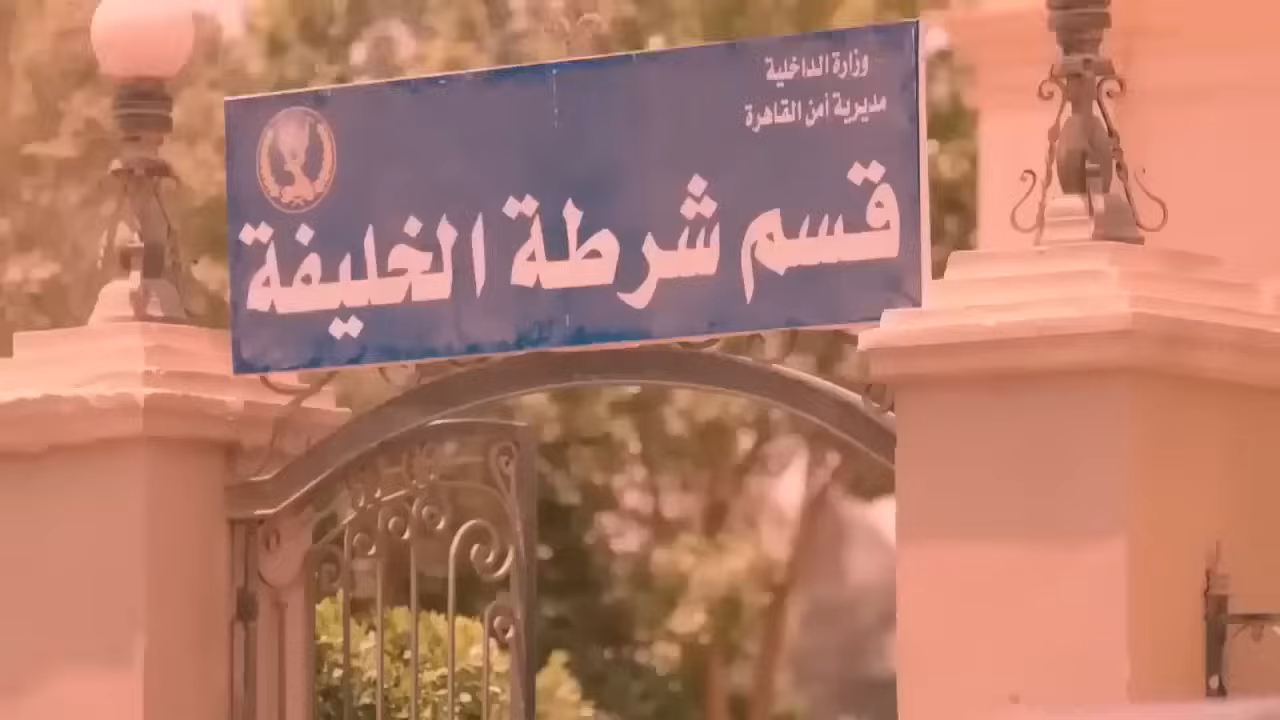 وزارة الداخلية
مديرية أمن القاهرة
قسم شرطة الخليفة